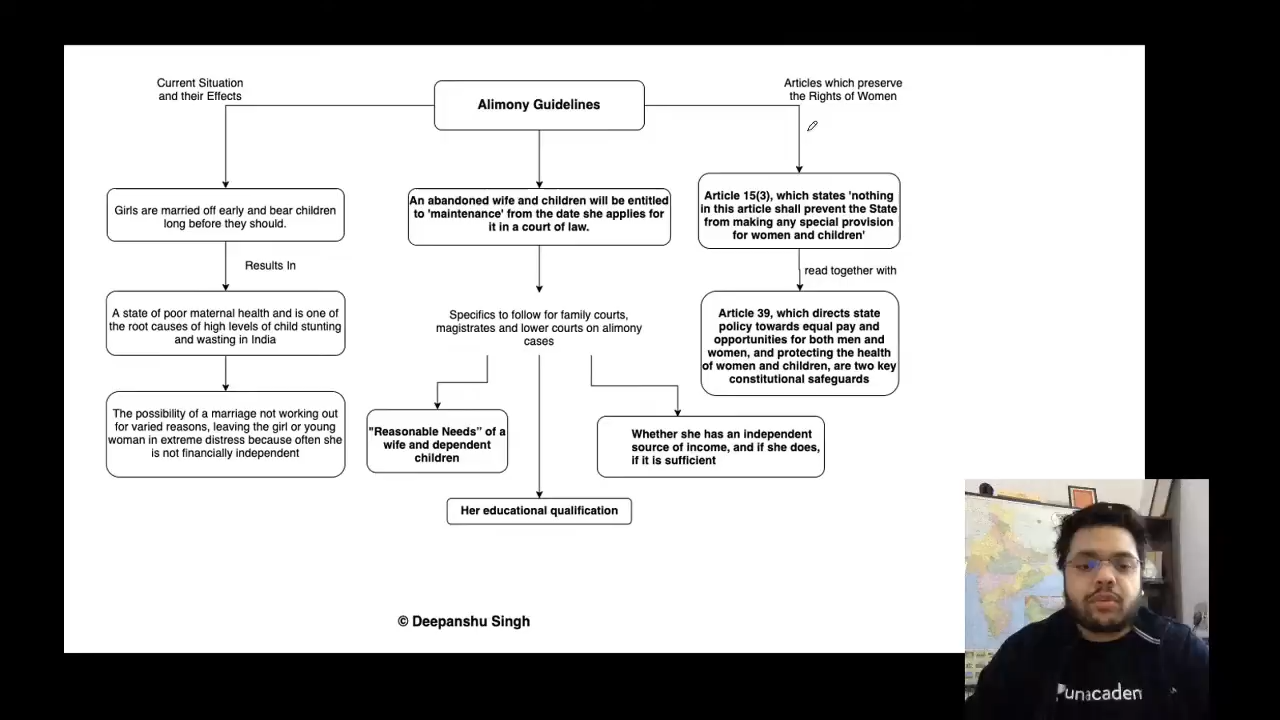 Current Situation
and their Effects
Alimony Guidelines
Articles which preserve
the Rights of Women
Girls are married off early and bear children
long before they should.
An abandoned wife and children will be entitled
to 'maintenance' from the date she applies for
it in a court of law.
Article 15(3), which states 'nothing
in this article shall prevent the State
from making any special provision
for women and children'
Results In
read together with
A state of poor maternal health and is one of
the root causes of high levels of child stunting
and wasting in India
Specifics to follow for family courts,
magistrates and lower courts on alimony
cases
Article 39, which directs state
policy towards equal pay and
opportunities for both men and
women, and protecting the health
of women and children, are two key
constitutional safeguards
The possibility of a marriage not working out
for varied reasons, leaving the girl or young
woman in extreme distress because often she
is not financially independent
"Reasonable Needs” of a
wife and dependent
children
Whether she has an independent
source of income, and if she does,
if it is sufficient
Her educational qualification
© Deepanshu Singh
unacadem